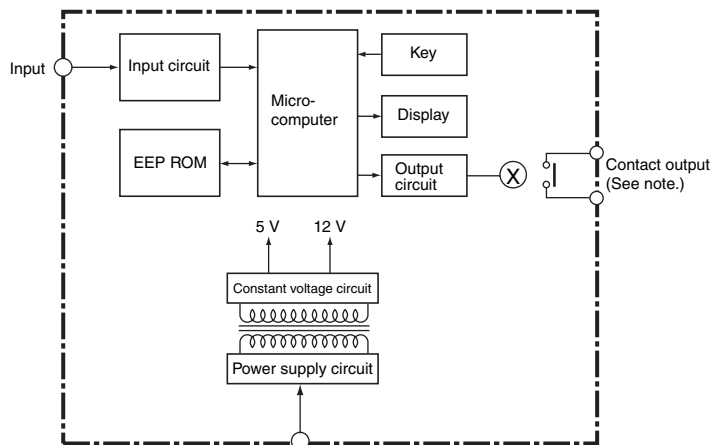 Input
Input circuit
Micro-
computer
Key
Display
EEP ROM
Output
circuit
X
Contact output
(See note.)
5 V
12 V
Constant voltage circuit
Power supply circuit